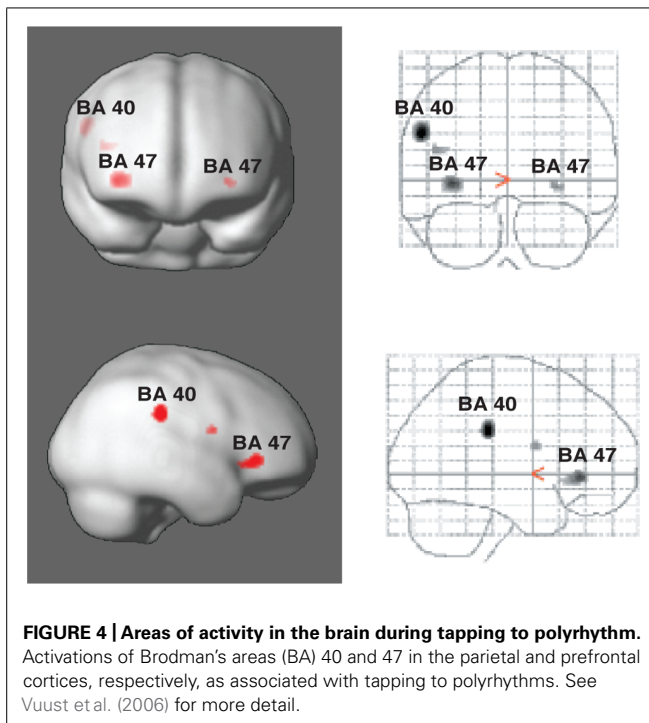 BA 40
BA 47
BA 47
BA 40
BA 47
BA 47
BA 40
BA 47
BA 40
BA 47
FIGURE 4 | Areas of activity in the brain during tapping to polyrhythm.
Activations of Brodman's areas (BA) 40 and 47 in the parietal and prefrontal
cortices, respectively, as associated with tapping to polyrhythms. See
Vuust et al. (2006) for more detail.